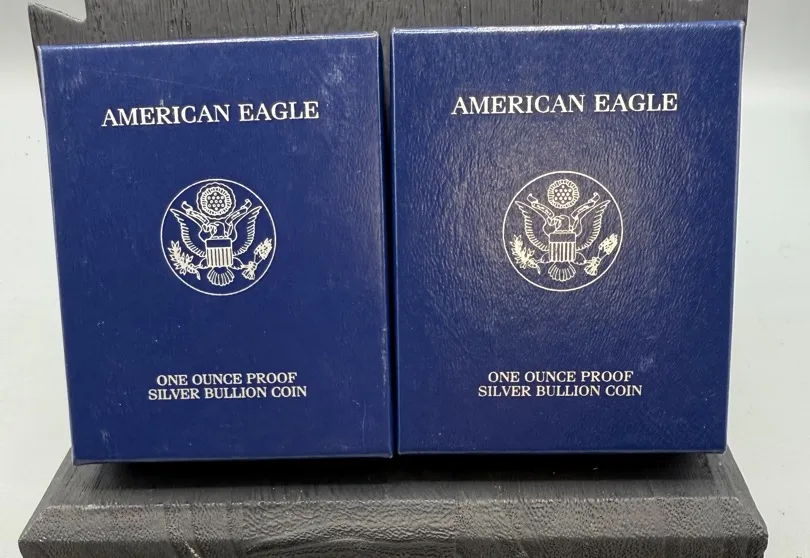 AMERICAN EAGLE
ONE OUNCE PROOF
SILVER BULLION COIN
AMERICAN EAGLE
ONE OUNCE PROOF
SILVER BULLION COIN